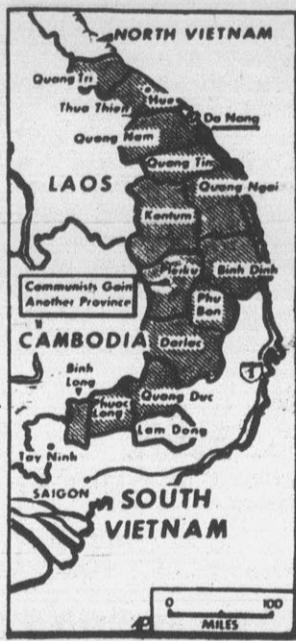 NORTH VIETNAM
Quang Tri
Hue
Thua Thien
Da Nang
Quang Nam
Quang Tin
LAOS
Quang Ngai
Kontum
Binh Dinh
Communists Gain
Another Province
Phu
Bon
CAMBODIA
Darlac
Binh
Long
Phuoc
Long
Quang Duc
Lam Dong
1
Tay Ninh
SAIGON
SOUTH
VIETNAM
0 100
MILES
AP